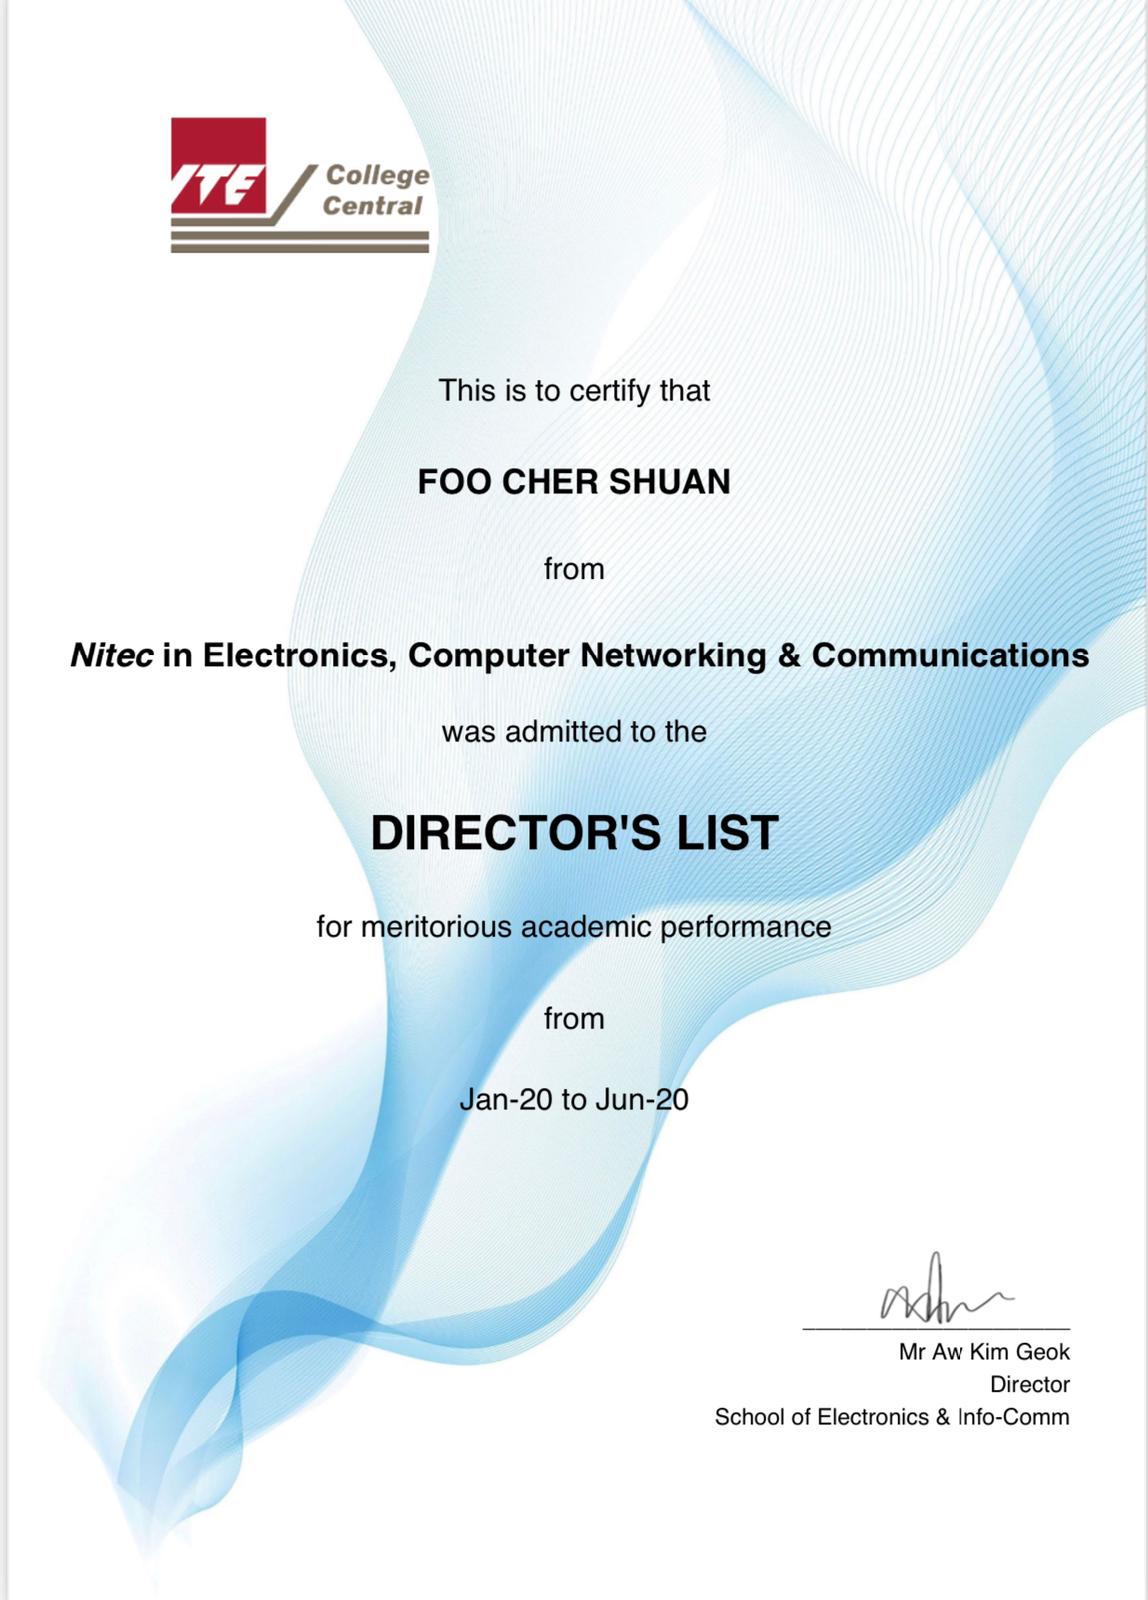 ITE College
Central
This is to certify that
FOO CHER SHUAN
from
Nitec in Electronics, Computer Networking & Communications
was admitted to the
DIRECTOR'S LIST
for meritorious academic performance
from
Jan-20 to Jun-20
Mr Aw Kim Geok
Director
School of Electronics & Info-Comm